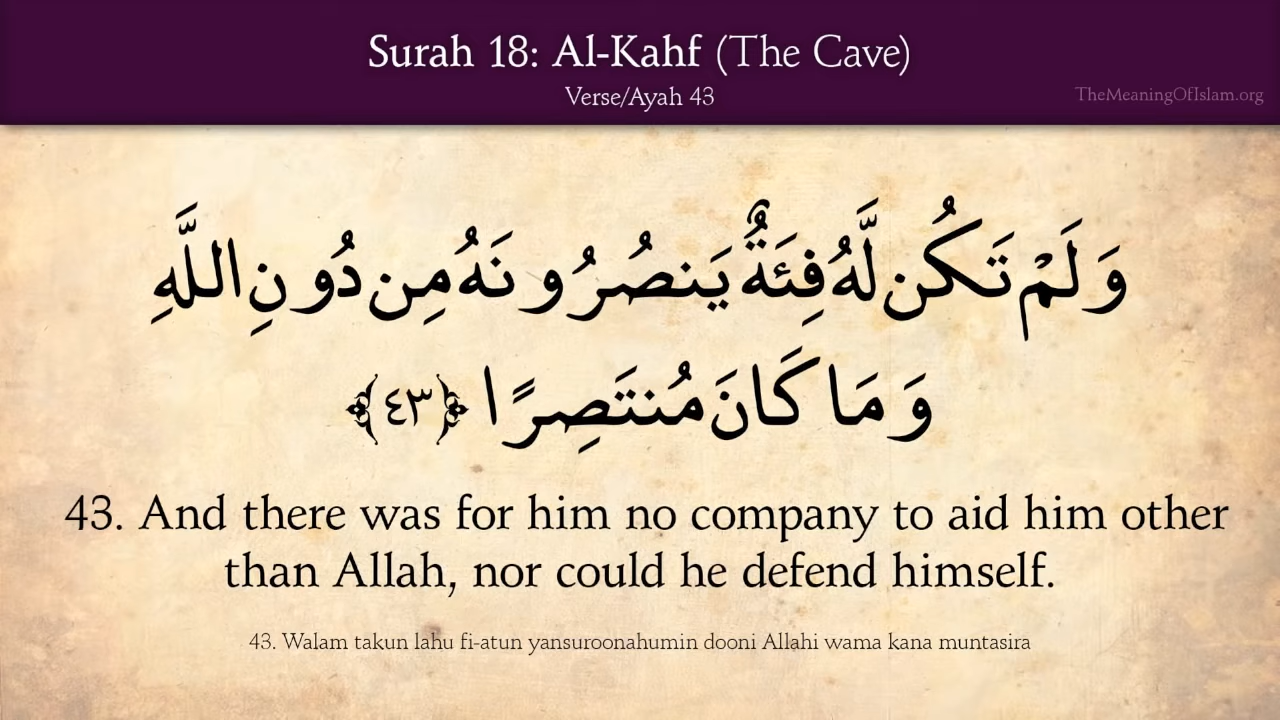 Surah 18: Al-Kahf (The Cave)
Verse/Ayah 43
TheMeaningOfIslam.org
وَلَمْ تَكُن لَّهُ فِئَةٌ يَنصُرُونَهُ مِن دُونِ اللَّهِ
وَمَا كَانَ مُنتَصِرًا ﴿٤٣﴾
43. And there was for him no company to aid him other
than Allah, nor could he defend himself.
43. Walam takun lahu fi-atun yansuroonahumin dooni Allahi wama kana muntasira